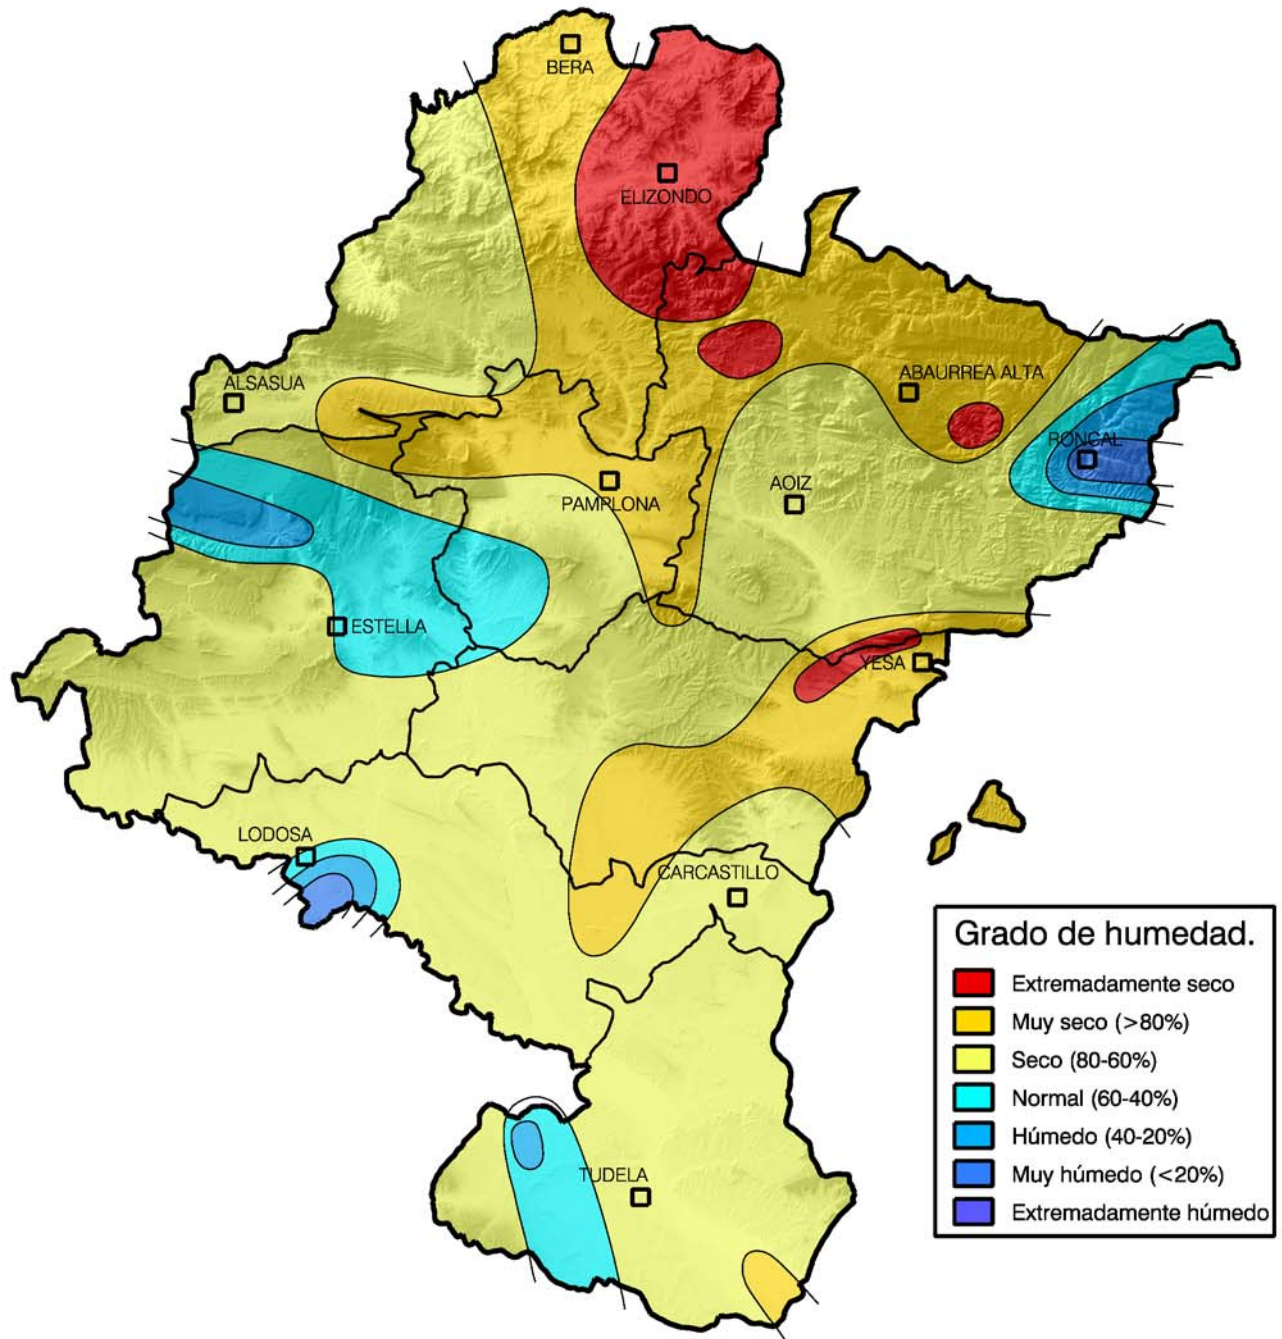 BERA
ELIZONDO
ALSASUA
ABAURREA ALTA
RONCAL
PAMPLONA
AOIZ
ESTELLA
YESA
LODOSA
CARCASTILLO
TUDELA
Grado de humedad.
Extremadamente seco
Muy seco (>80%)
Seco (80-60%)
Normal (60-40%)
Húmedo (40-20%)
Muy húmedo (<20%)
Extremadamente húmedo